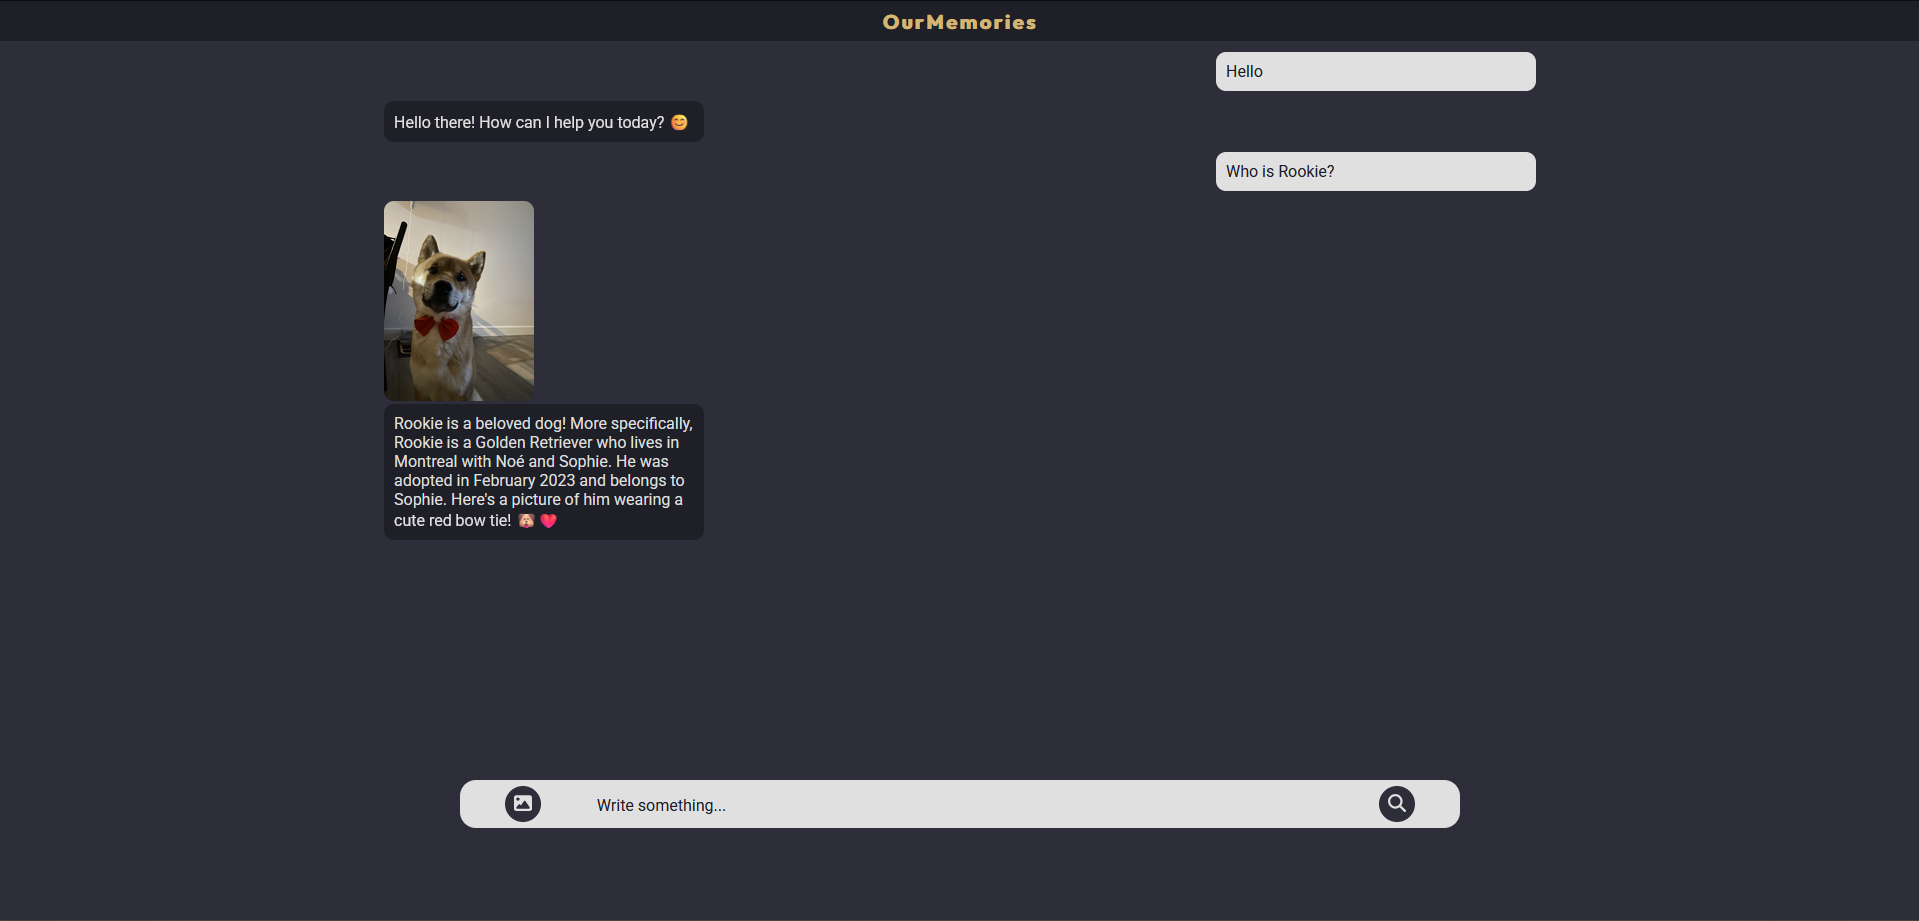 OurMemories
Hello
Hello there! How can I help you today? 😊
Who is Rookie?
Rookie is a beloved dog! More specifically,
Rookie is a Golden Retriever who lives in
Montreal with Noé and Sophie. He was
adopted in February 2023 and belongs to
Sophie. Here's a picture of him wearing a
cute red bow tie! 🙈 💖
Write something...